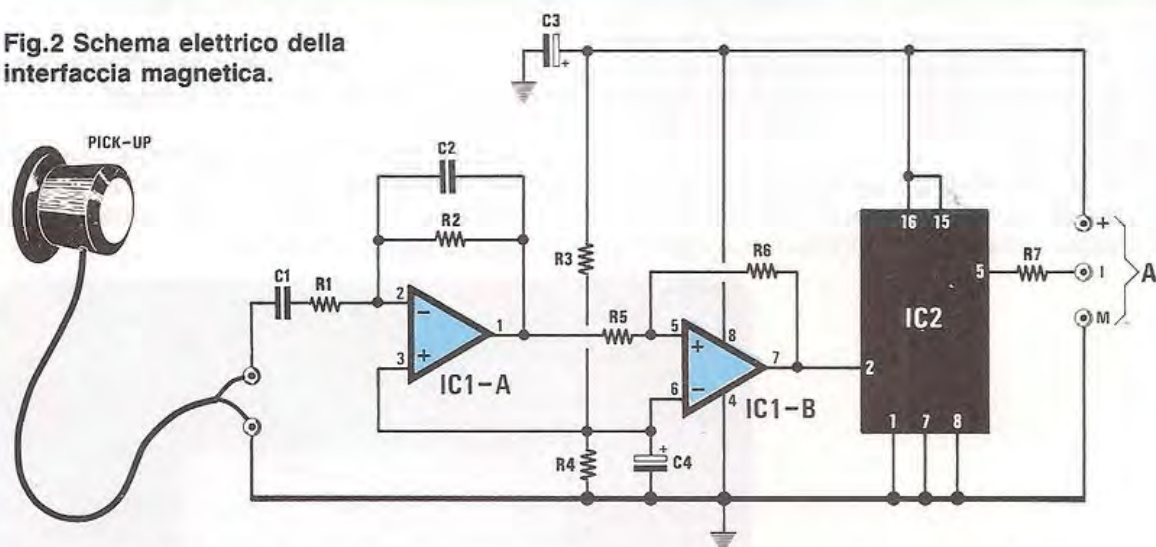 Fig.2 Schema elettrico della
interfaccia magnetica.
C3
+
PICK-UP
C2
R2
R3
R6
C1
R1
2
−
3
+
1
IC1-A
R5
5
+
6
−
8
7
4
IC1-B
R4
+
C4
16
15
2
IC2
5
1
7
8
R7
+
I
M
A